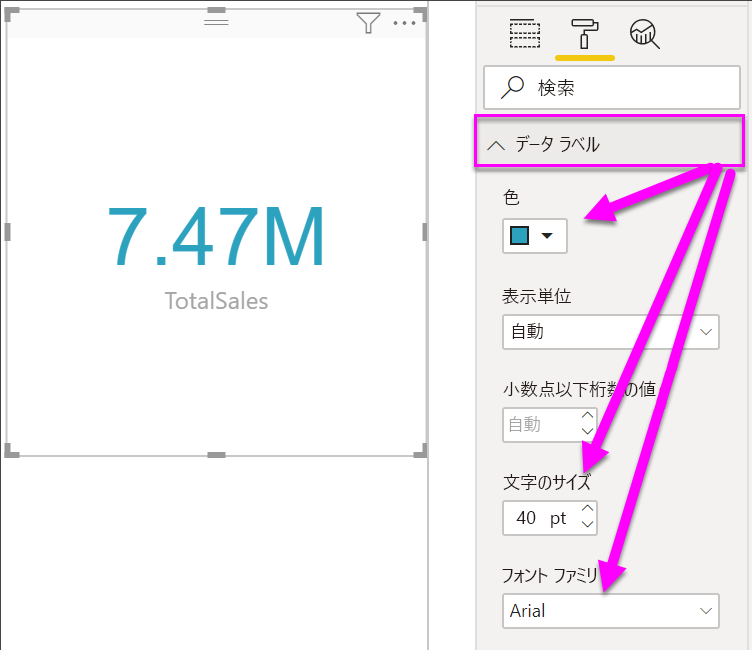 7.47M
TotalSales
検索
データ ラベル
色
表示単位
自動
小数点以下桁数の値
自動
文字のサイズ
40 pt
フォント ファミリ
Arial